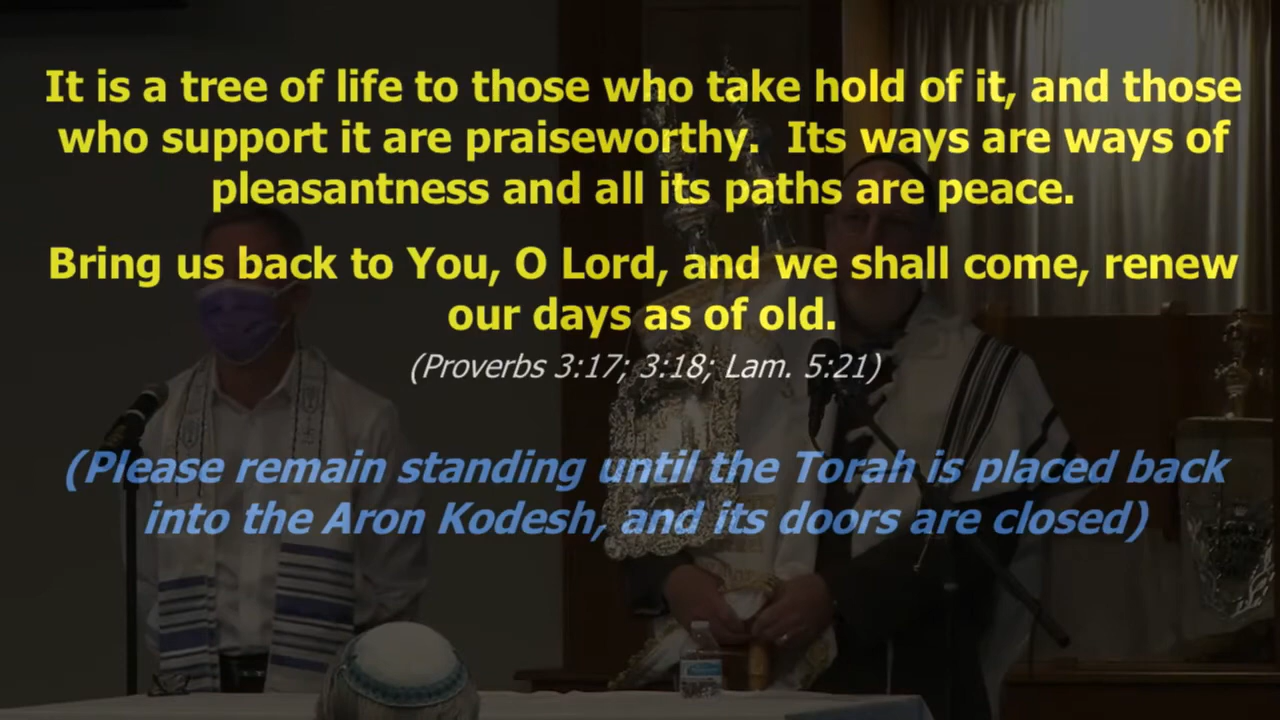 It is a tree of life to those who take hold of it, and those
who support it are praiseworthy.  Its ways are ways of
pleasantness and all its paths are peace.
Bring us back to You, O Lord, and we shall come, renew
our days as of old.
(Proverbs 3:17; 3:18; Lam. 5:21)
(Please remain standing until the Torah is placed back
into the Aron Kodesh, and its doors are closed)